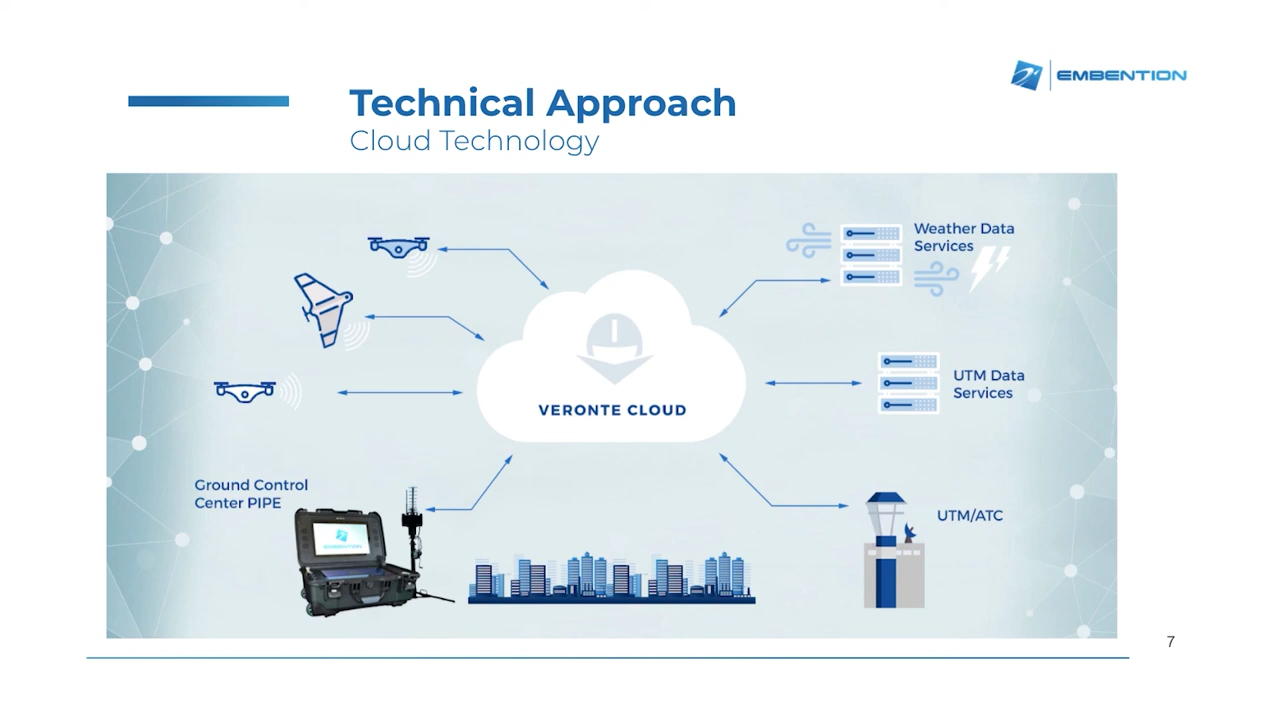 EMBENTION
Technical Approach
Cloud Technology
Weather Data
Services
VERONTE CLOUD
UTM Data
Services
Ground Control
Center PIPE
EMBENTION
UTM/ATC
7